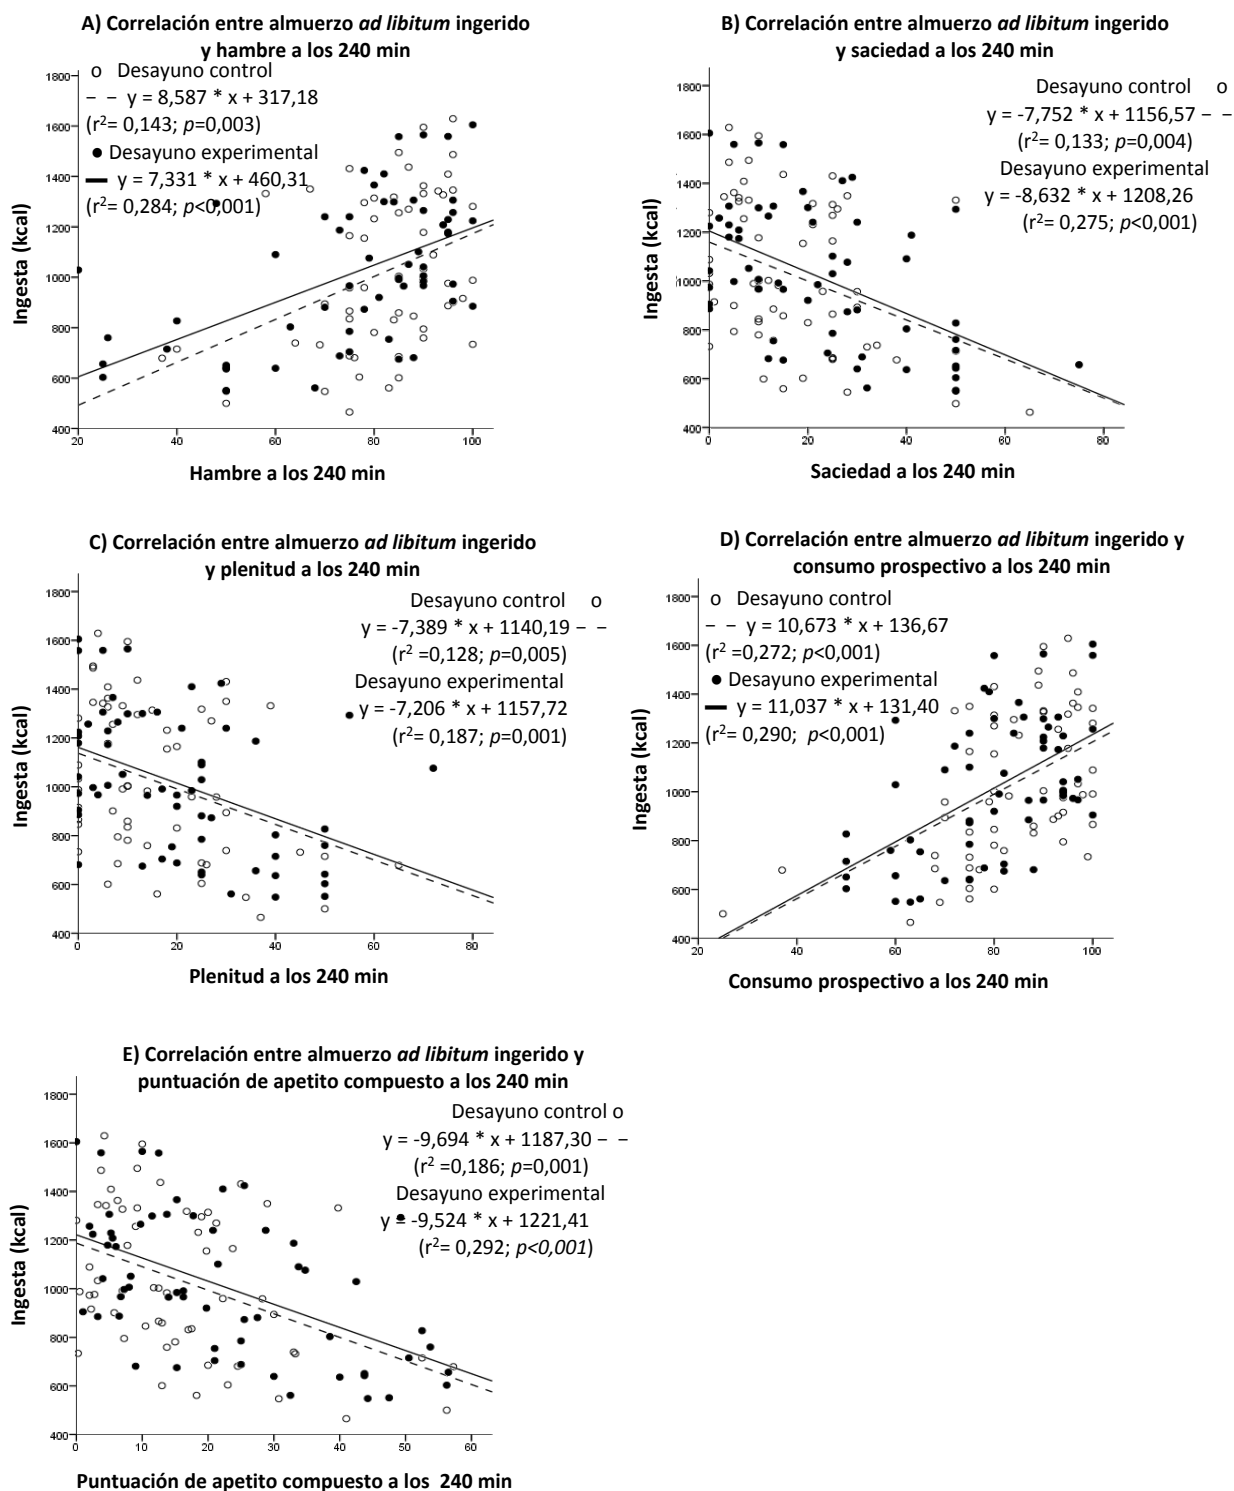 A) Correlación entre almuerzo ad libitum ingerido
y hambre a los 240 min
o Desayuno control
– – y = 8,587 * x + 317,18
(r²= 0,143; p=0,003)
● Desayuno experimental
— y = 7,331 * x + 460,31
(r²= 0,284; p<0,001)
Ingesta (kcal)
1800
1600
1400
1200
1000
800
600
400
20 40 60 80 100
Hambre a los 240 min
B) Correlación entre almuerzo ad libitum ingerido
y saciedad a los 240 min
Desayuno control o
y = -7,752 * x + 1156,57 – –
(r²= 0,133; p=0,004)
Desayuno experimental
y= -8,632 * x + 1208,26
(r²= 0,275; p<0,001)
Ingesta (kcal)
1800
1600
1400
1200
1000
800
600
400
0 20 40 60 80
Saciedad a los 240 min
C) Correlación entre almuerzo ad libitum ingerido
y plenitud a los 240 min
Desayuno control o
y = -7,389 * x + 1140,19 – –
(r² =0,128; p=0,005)
Desayuno experimental
y = -7,206 * x + 1157,72
(r²= 0,187; p=0,001)
Ingesta (kcal)
1800
1600
1400
1200
1000
800
600
400
0 20 40 60 80
Plenitud a los 240 min
D) Correlación entre almuerzo ad libitum ingerido y
consumo prospectivo a los 240 min
o Desayuno control
– – y = 10,673 * x + 136,67
(r² =0,272; p<0,001)
● Desayuno experimental
— y = 11,037 * x + 131,40
(r²= 0,290; p<0,001)
Ingesta (kcal)
1800
1600
1400
1200
1000
800
600
400
20 40 60 80 100
Consumo prospectivo a los 240 min
E) Correlación entre almuerzo ad libitum ingerido y
puntuación de apetito compuesto a los 240 min
Desayuno control o
y = -9,694 * x + 1187,30 – –
(r² =0,186; p=0,001)
Desayuno experimental
y = -9,524 * x + 1221,41
(r²= 0,292; p<0,001)
Ingesta (kcal)
1800
1600
1400
1200
1000
800
600
400
0 10 20 30 40 50 60
Puntuación de apetito compuesto a los 240 min